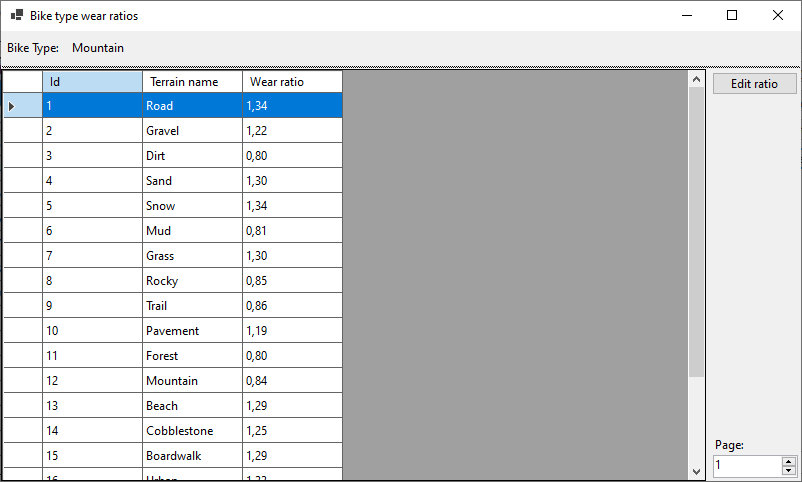 Bike type wear ratios
Bike Type: Mountain
Id Terrain name Wear ratio
Edit ratio
1 Road 1,34
2 Gravel 1,22
3 Dirt 0,80
4 Sand 1,30
5 Snow 1,34
6 Mud 0,81
7 Grass 1,30
8 Rocky 0,85
9 Trail 0,86
10 Pavement 1,19
11 Forest 0,80
12 Mountain 0,84
13 Beach 1,29
14 Cobblestone 1,25
15 Boardwalk 1,29
Page:
1